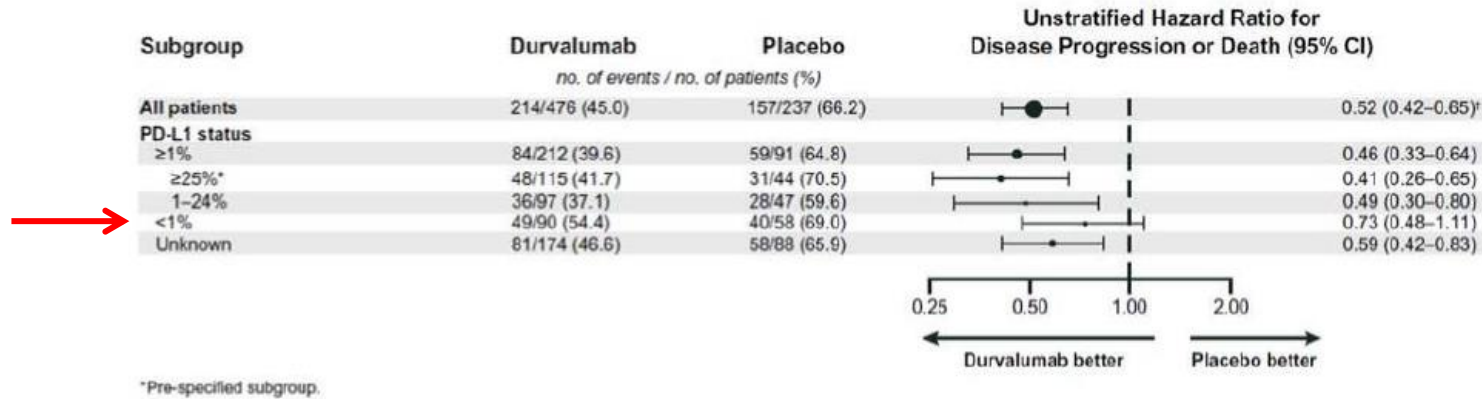 Unstratified Hazard Ratio for
Subgroup Durvalumab Placebo Disease Progression or Death (95% CI)
no. of events / no. of patients (%)
All patients 214/476 (45.0) 157/237 (66.2) 0.52 (0.42–0.65)†
PD-L1 status
≥1% 84/212 (39.6) 59/91 (64.8) 0.46 (0.33–0.64)
≥25%* 48/115 (41.7) 31/44 (70.5) 0.41 (0.26–0.65)
1–24% 36/97 (37.1) 28/47 (59.6) 0.49 (0.30–0.80)
<1% 49/90 (54.4) 40/58 (69.0) 0.73 (0.48–1.11)
Unknown 81/174 (46.6) 58/88 (65.9) 0.59 (0.42–0.83)
0.25 0.50 1.00 2.00
Durvalumab better Placebo better
*Pre-specified subgroup.